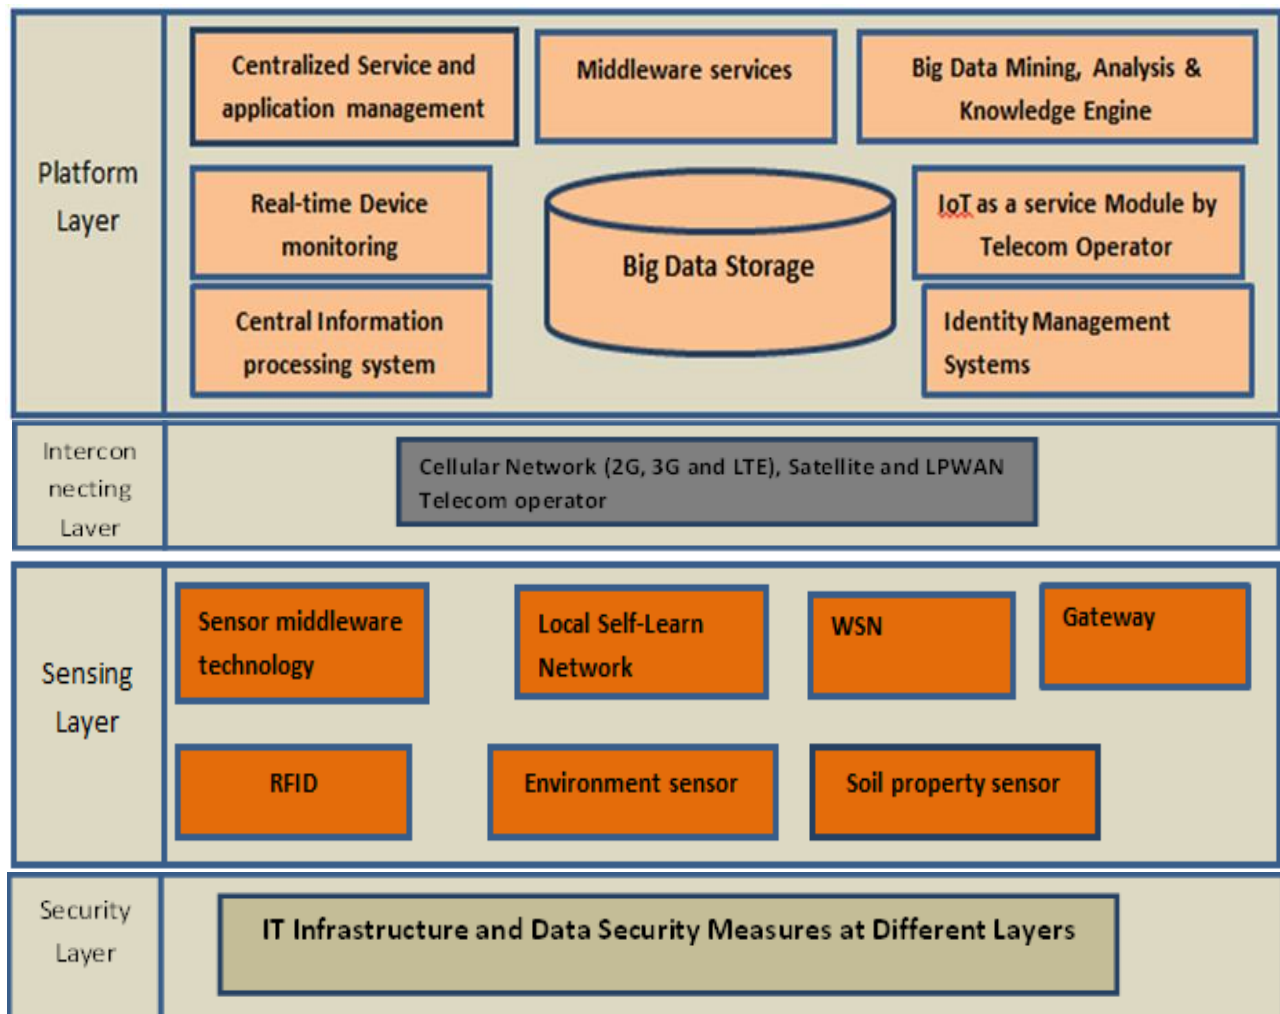 Platform
Layer
Centralized Service and
application management
Middleware services
Big Data Mining, Analysis &
Knowledge Engine
Real-time Device
monitoring
Big Data Storage
IoT as a service Module by
Telecom Operator
Central Information
processing system
Identity Management
Systems
Intercon
necting
Layer
Cellular Network (2G, 3G and LTE), Satellite and LPWAN
Telecom operator
Sensing
Layer
Sensor middleware
technology
Local Self-Learn
Network
WSN
Gateway
RFID
Environment sensor
Soil property sensor
Security
Layer
IT Infrastructure and Data Security Measures at Different Layers